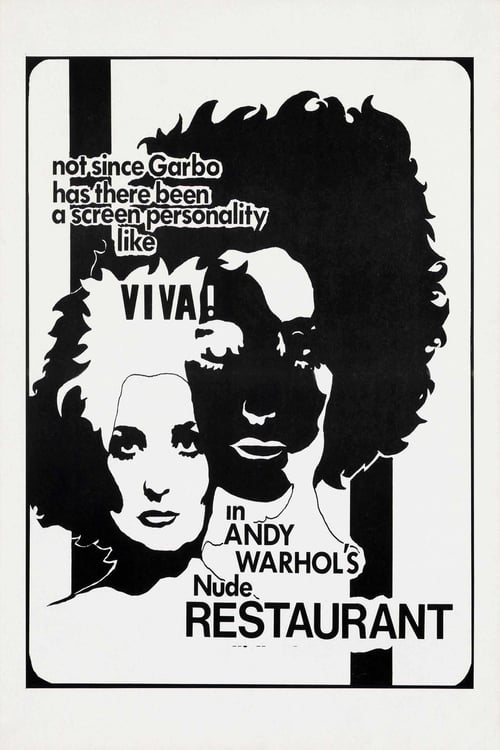 not since Garbo
has there been
a screen personality
like
VIVA!
in
ANDY
WARHOL'S
Nude
RESTAURANT